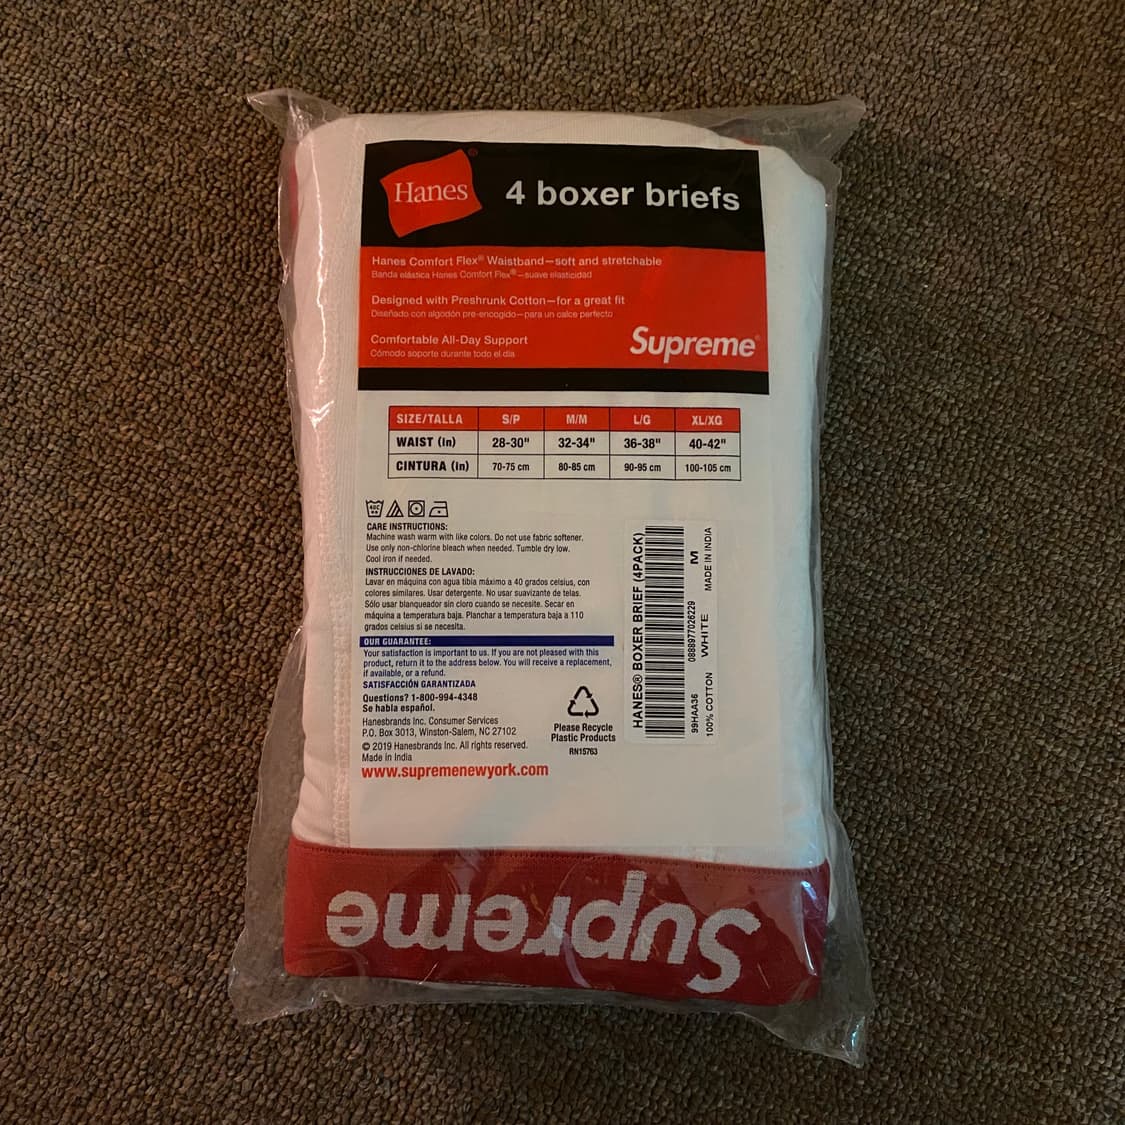 Hanes®
4 boxer briefs
Hanes Comfort Flex® Waistband—soft and stretchable
Banda elástica Hanes Comfort Flex®—suave elasticidad
Designed with Preshrunk Cotton—for a great fit
Diseñado con algodón pre-encogido—para un calce perfecto
Comfortable All-Day Support
Cómodo soporte durante todo el día
Supreme
SIZE/TALLA S/P M/M L/G XL/XG
WAIST (in) 28-30" 32-34" 36-38" 40-42"
CINTURA (in) 70-75 cm 80-85 cm 90-95 cm 100-105 cm
CARE INSTRUCTIONS:
Machine wash warm with like colors. Do not use fabric softener.
Use only non-chlorine bleach when needed. Tumble dry low.
Cool iron if needed.
INSTRUCCIONES DE LAVADO:
Lavar en máquina con agua tibia máximo a 40 grados celsius, con
colores similares. Usar detergente. No usar suavizante de telas.
Sólo usar blanqueador sin cloro cuando se necesite. Secar en
máquina a temperatura baja. Planchar a temperatura baja a 110
grados celsius si se necesita.
OUR GUARANTEE:
Your satisfaction is important to us. If you are not pleased with this
product, return it to the address below. You will receive a replacement,
if available, or a refund.
SATISFACCIÓN GARANTIZADA
Questions? 1-800-994-4348
Se habla español.
Hanesbrands Inc. Consumer Services
P.O. Box 3013, Winston-Salem, NC 27102
© 2019 Hanesbrands Inc. All rights reserved.
Made in India
www.supremenewyork.com
Please Recycle
Plastic Products
RN15763
HANES® BOXER BRIEF (4PACK)
99HAA36 0888977026229 M
100% COTTON WHITE MADE IN INDIA
Supreme